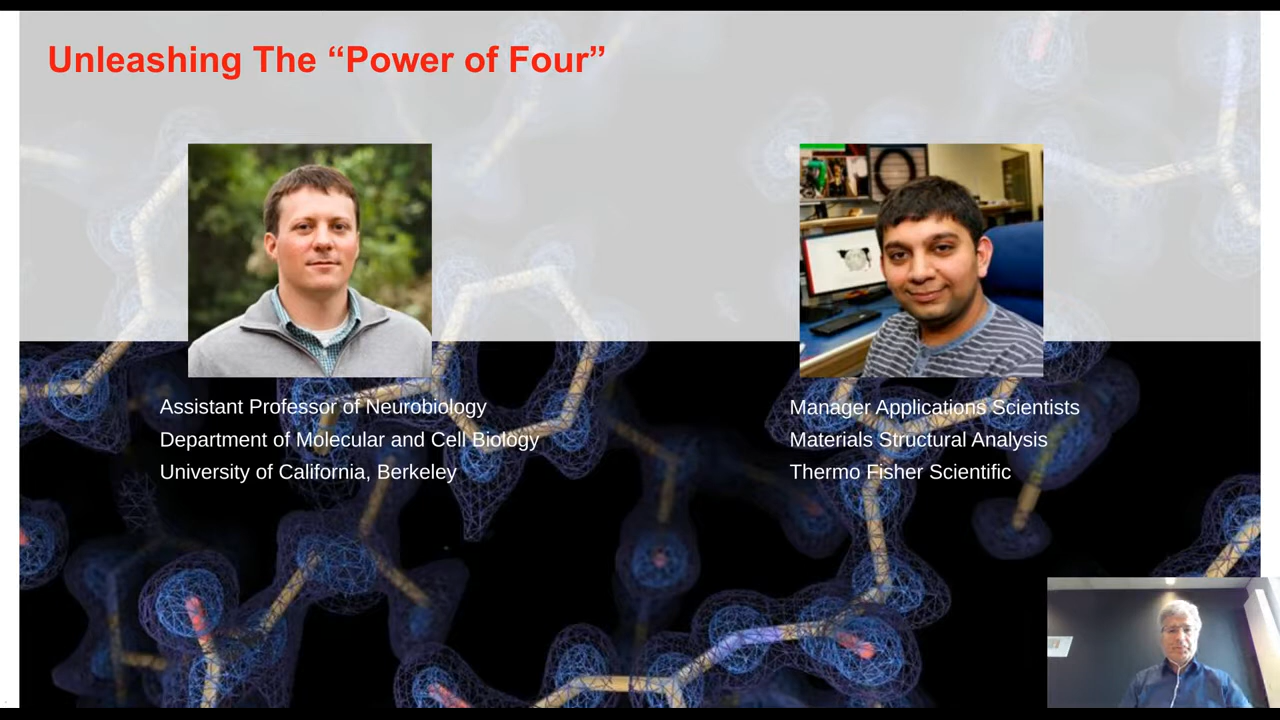 Unleashing The “Power of Four”
Assistant Professor of Neurobiology
Department of Molecular and Cell Biology
University of California, Berkeley
Manager Applications Scientists
Materials Structural Analysis
Thermo Fisher Scientific